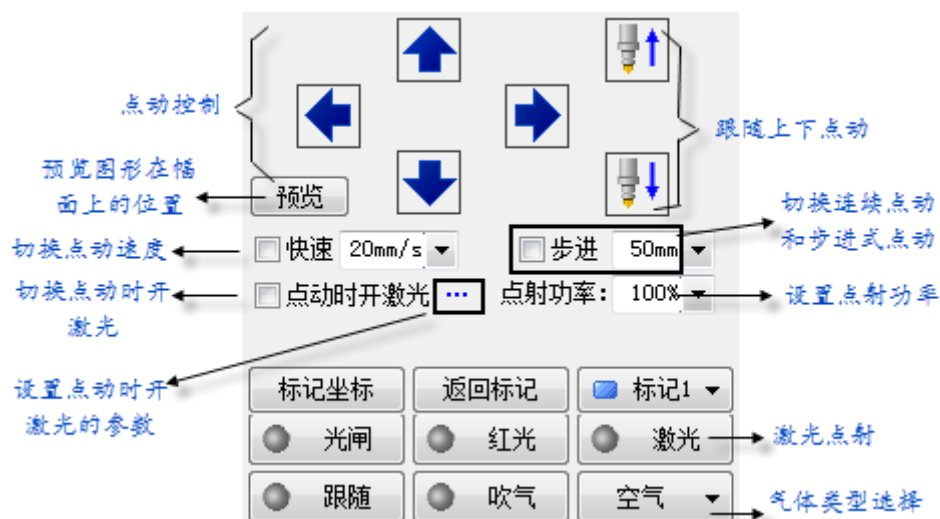 点动控制
跟随上下点动
预览图形在幅
面上的位置
预览
切换连续点动
和步进式点动
切换点动速度
快速 20mm/s
步进 50mm
切换点动时开
激光
点动时开激光 ...
点射功率: 100%
设置点射功率
设置点动时开
激光的参数
标记坐标 返回标记 标记1
光闸 红光 激光
激光点射
跟随 吹气 空气
气体类型选择